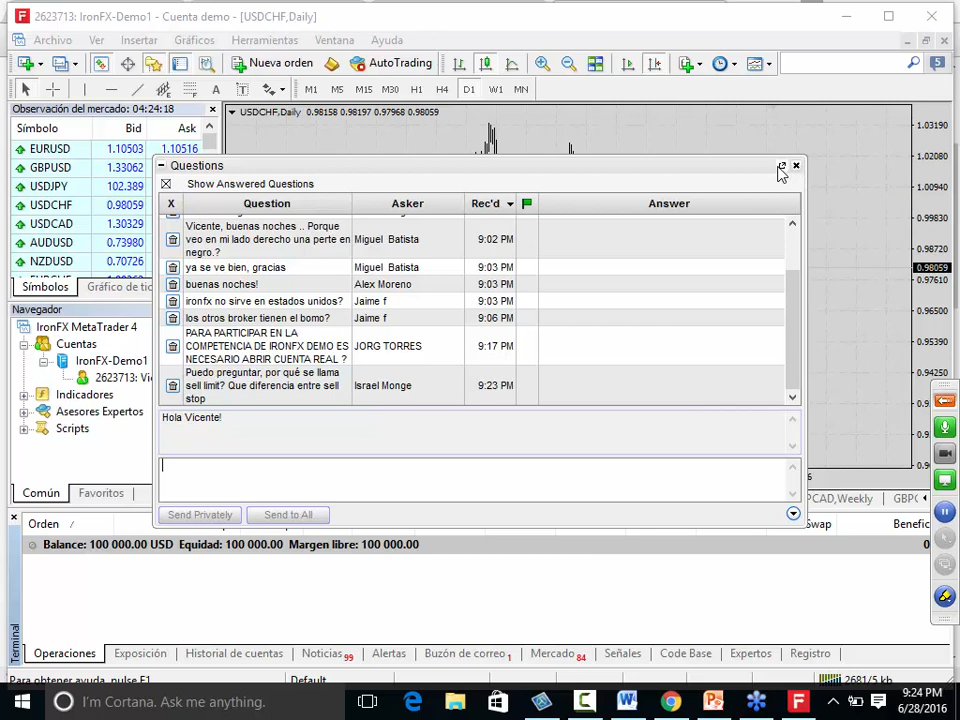 2623713: IronFX-Demo1 - Cuenta demo - [USDCHF,Daily]
Archivo Ver Insertar Gráficos Herramientas Ventana Ayuda
Nueva orden AutoTrading 5
A T M1 M5 M15 M30 H1 H4 D1 W1 MN
Observación del mercado: 04:24:18
Símbolo Bid Ask
EURUSD 1.10503 1.10516
GBPUSD 1.33062
USDJPY 102.389
USDCHF 0.98059
USDCAD 1.30329
AUDUSD 0.73980
NZDUSD 0.70726
Símbolos Gráfico de tic
Navegador
IronFX MetaTrader 4
Cuentas
IronFX-Demo1
2623713: Vi
Indicadores
Asesores Expertos
Scripts
Común Favoritos
USDCHF,Daily 0.98158 0.98197 0.97968 0.98059
1.03190
1.02080
1.00940
0.99830
0.98720
0.98059
0.97610
0.96500
0.95390
0.94250
Questions
Show Answered Questions
X Question Asker Rec'd Answer
Vicente, buenas noches .. Porque
veo en mi lado derecho una perte en
negro.?
Miguel Batista 9:02 PM
ya se ve bien, gracias Miguel Batista 9:03 PM
buenas noches! Alex Moreno 9:03 PM
ironfx no sirve en estados unidos? Jaime f 9:03 PM
los otros broker tienen el bomo? Jaime f 9:06 PM
PARA PARTICIPAR EN LA
COMPETENCIA DE IRONFX DEMO ES
NECESARIO ABRIR CUENTA REAL ?
JORG TORRES 9:17 PM
Puedo preguntar, por qué se llama
sell limit? Que diferencia entre sell
stop
Israel Monge 9:23 PM
Hola Vicente!
Send Privately Send to All
PCAD,Weekly GBPC
Orden / Swap Benefic
Balance: 100 000.00 USD Equidad: 100 000.00 Margen libre: 100 000.00 0
Terminal
Operaciones Exposición Historial de cuentas Noticias 99 Alertas Buzón de correo 1 Mercado 84 Señales Code Base Expertos Registro
Para obtener ayuda, pulse F1 Default 2681/5 kb
I'm Cortana. Ask me anything.
9:24 PM
6/28/2016